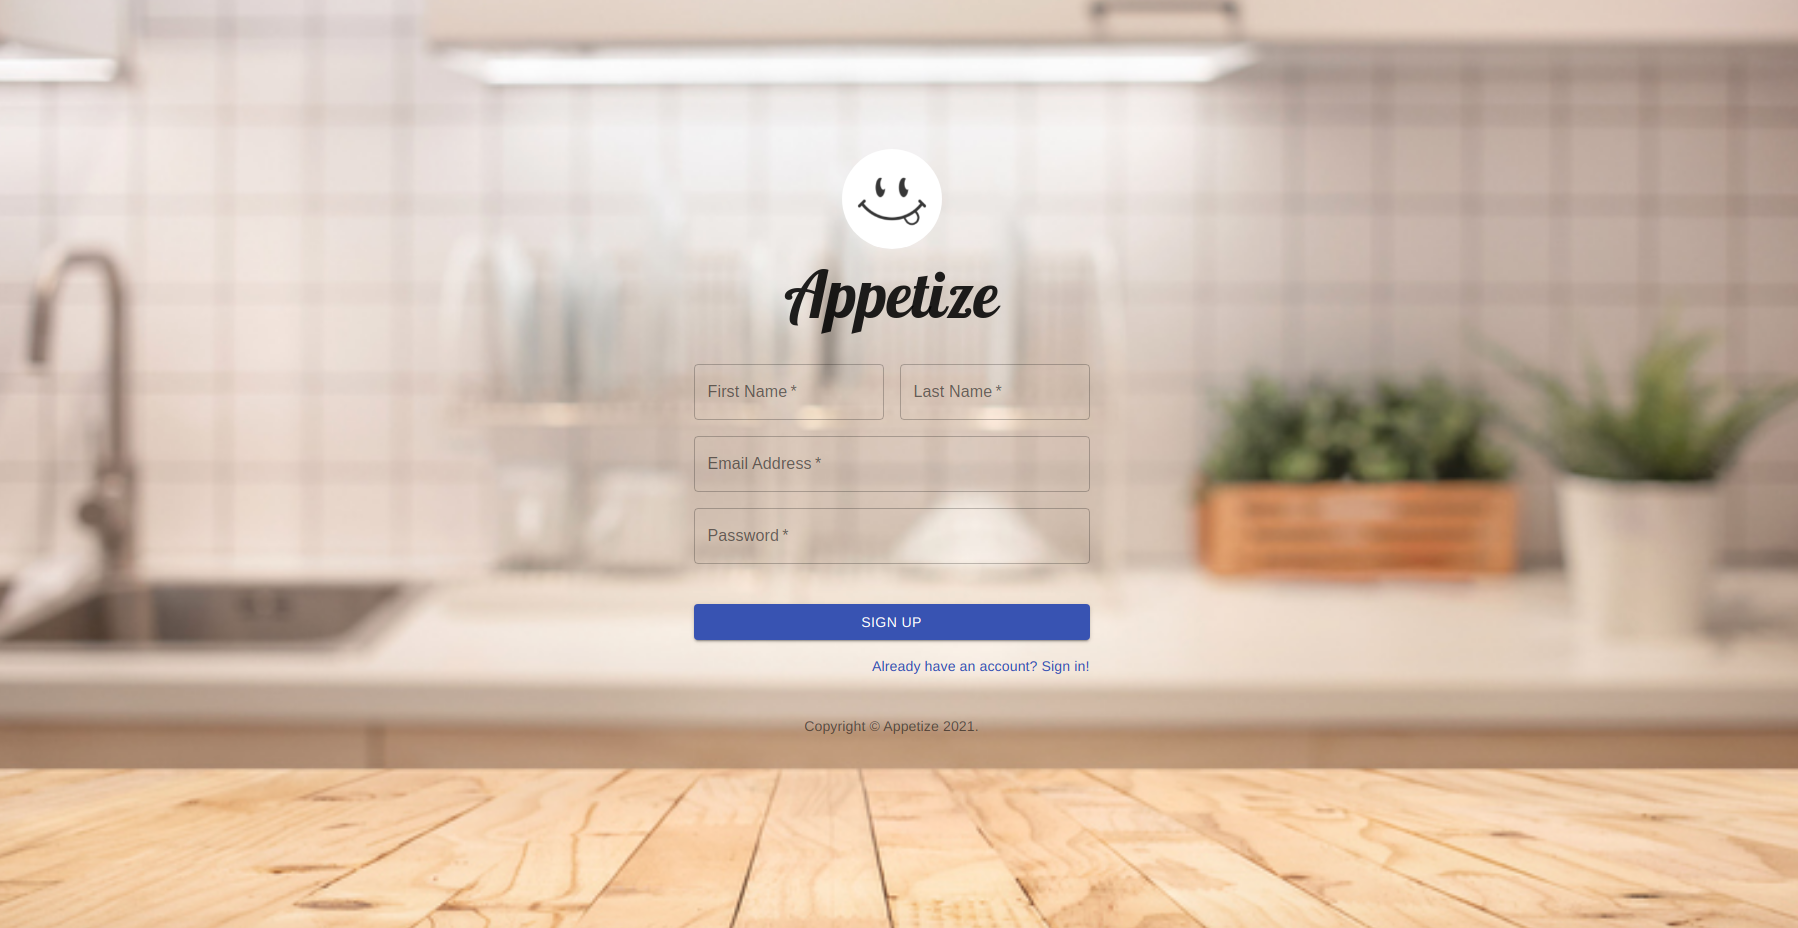 Appetize
First Name *
Last Name *
Email Address *
Password *
SIGN UP
Already have an account? Sign in!
Copyright © Appetize 2021.